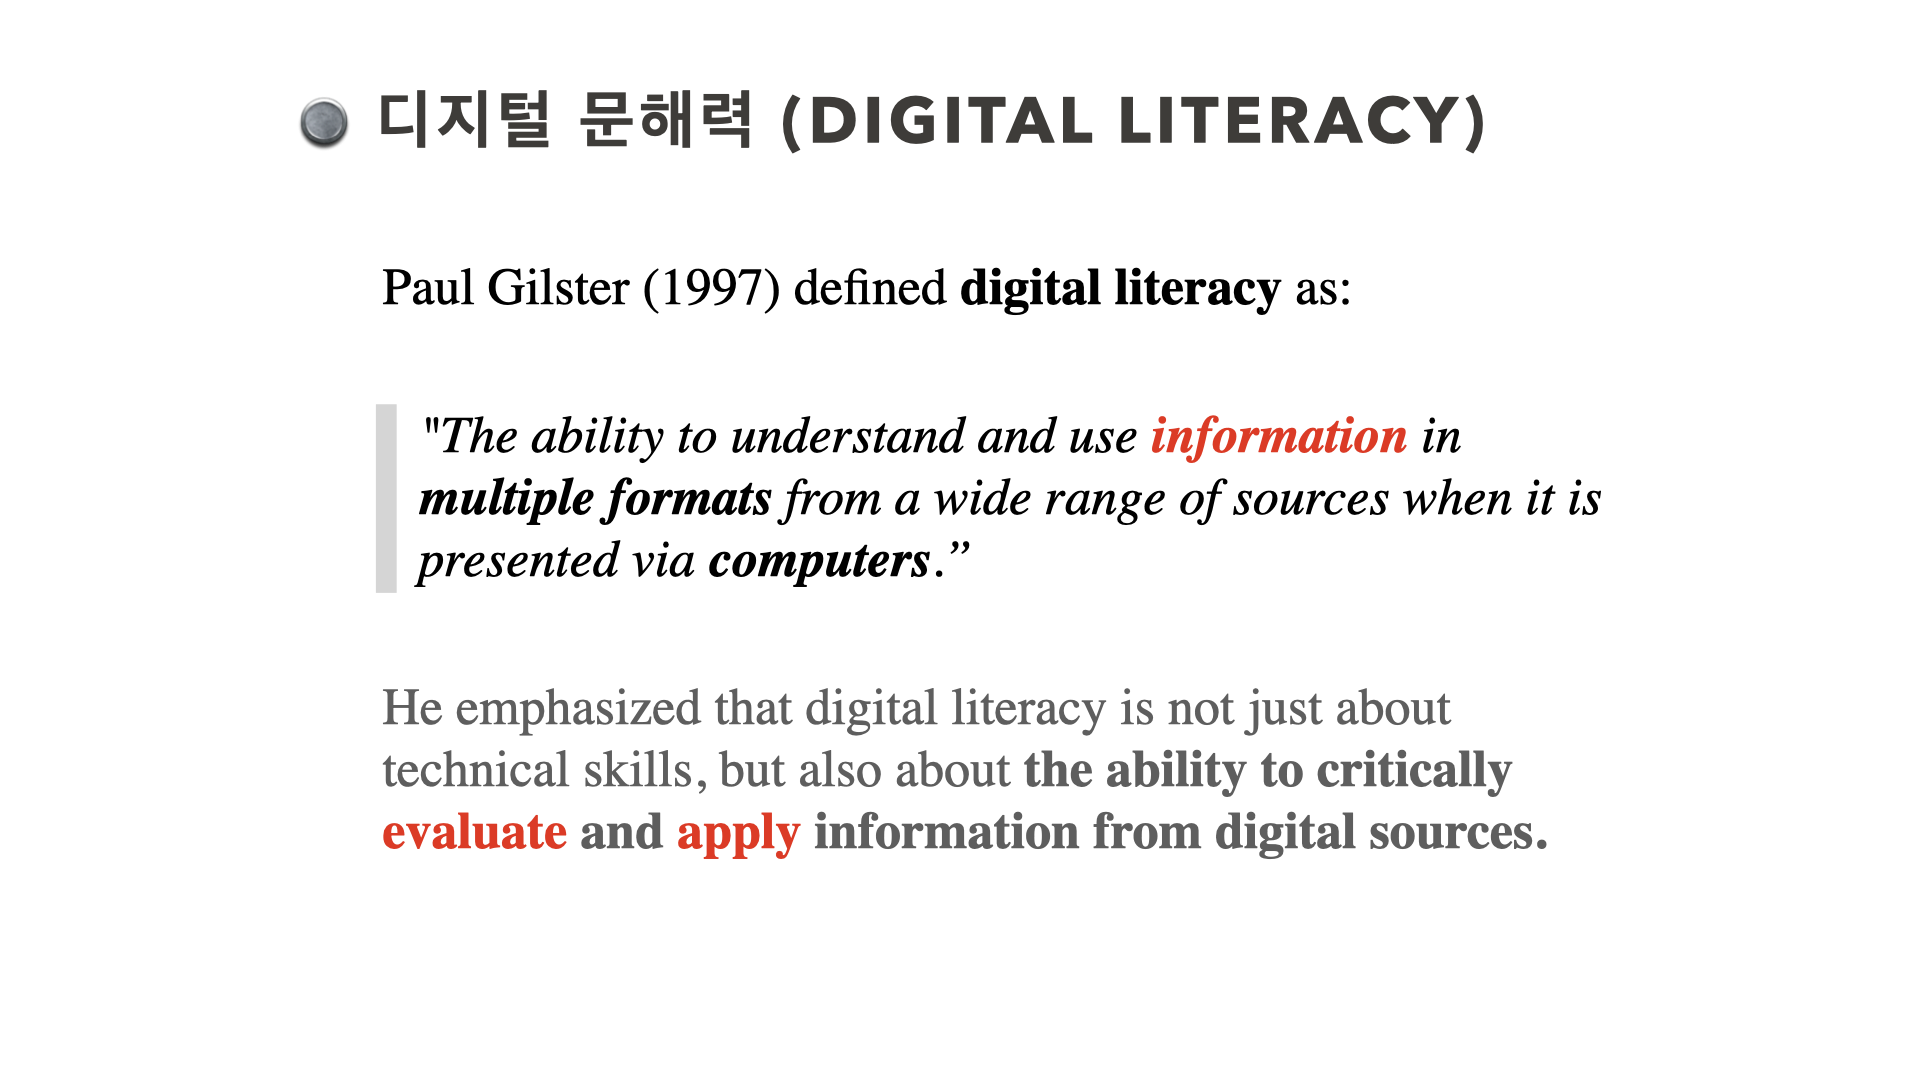 디지털 문해력 (DIGITAL LITERACY)
Paul Gilster (1997) defined digital literacy as:
"The ability to understand and use information in
multiple formats from a wide range of sources when it is
presented via computers.”
He emphasized that digital literacy is not just about
technical skills, but also about the ability to critically
evaluate and apply information from digital sources.